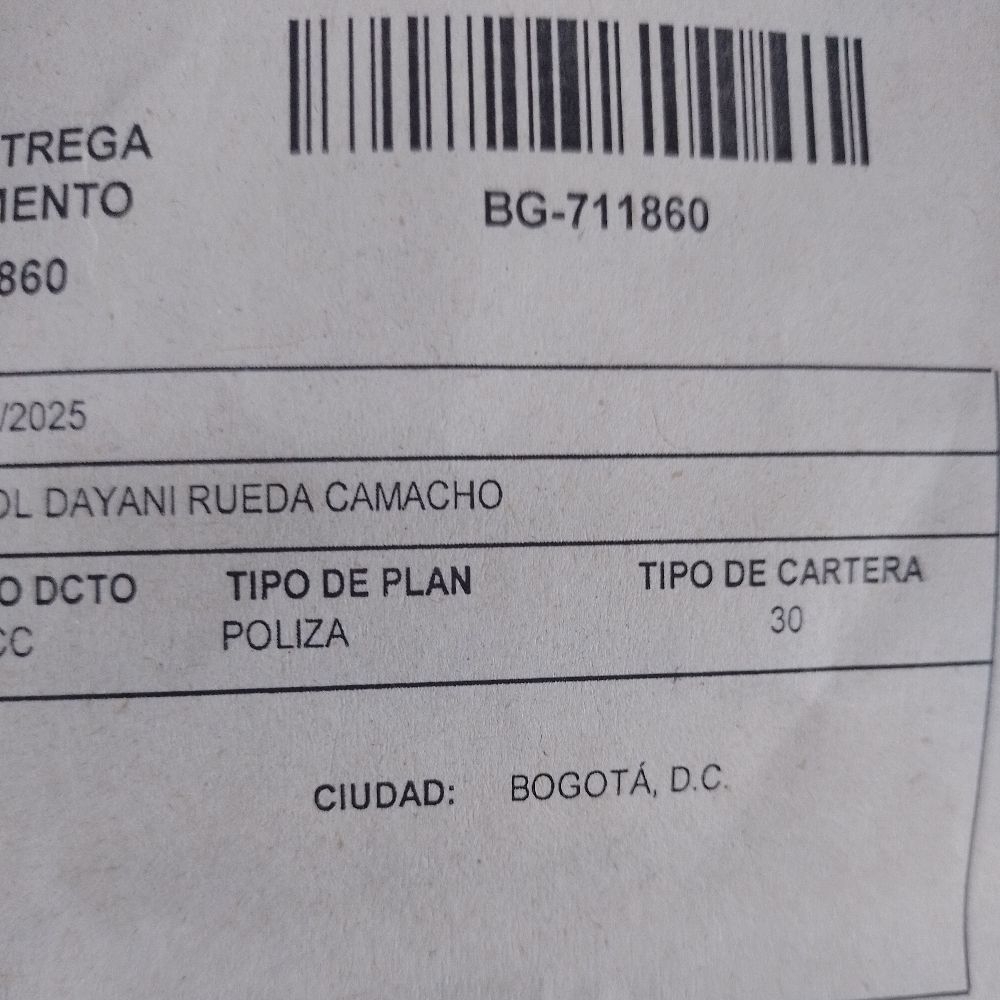 TREGA
BG-711860
MENTO
860
/2025
OL DAYANI RUEDA CAMACHO
O DCTO TIPO DE PLAN TIPO DE CARTERA
CC POLIZA 30
CIUDAD: BOGOTÁ, D.C.